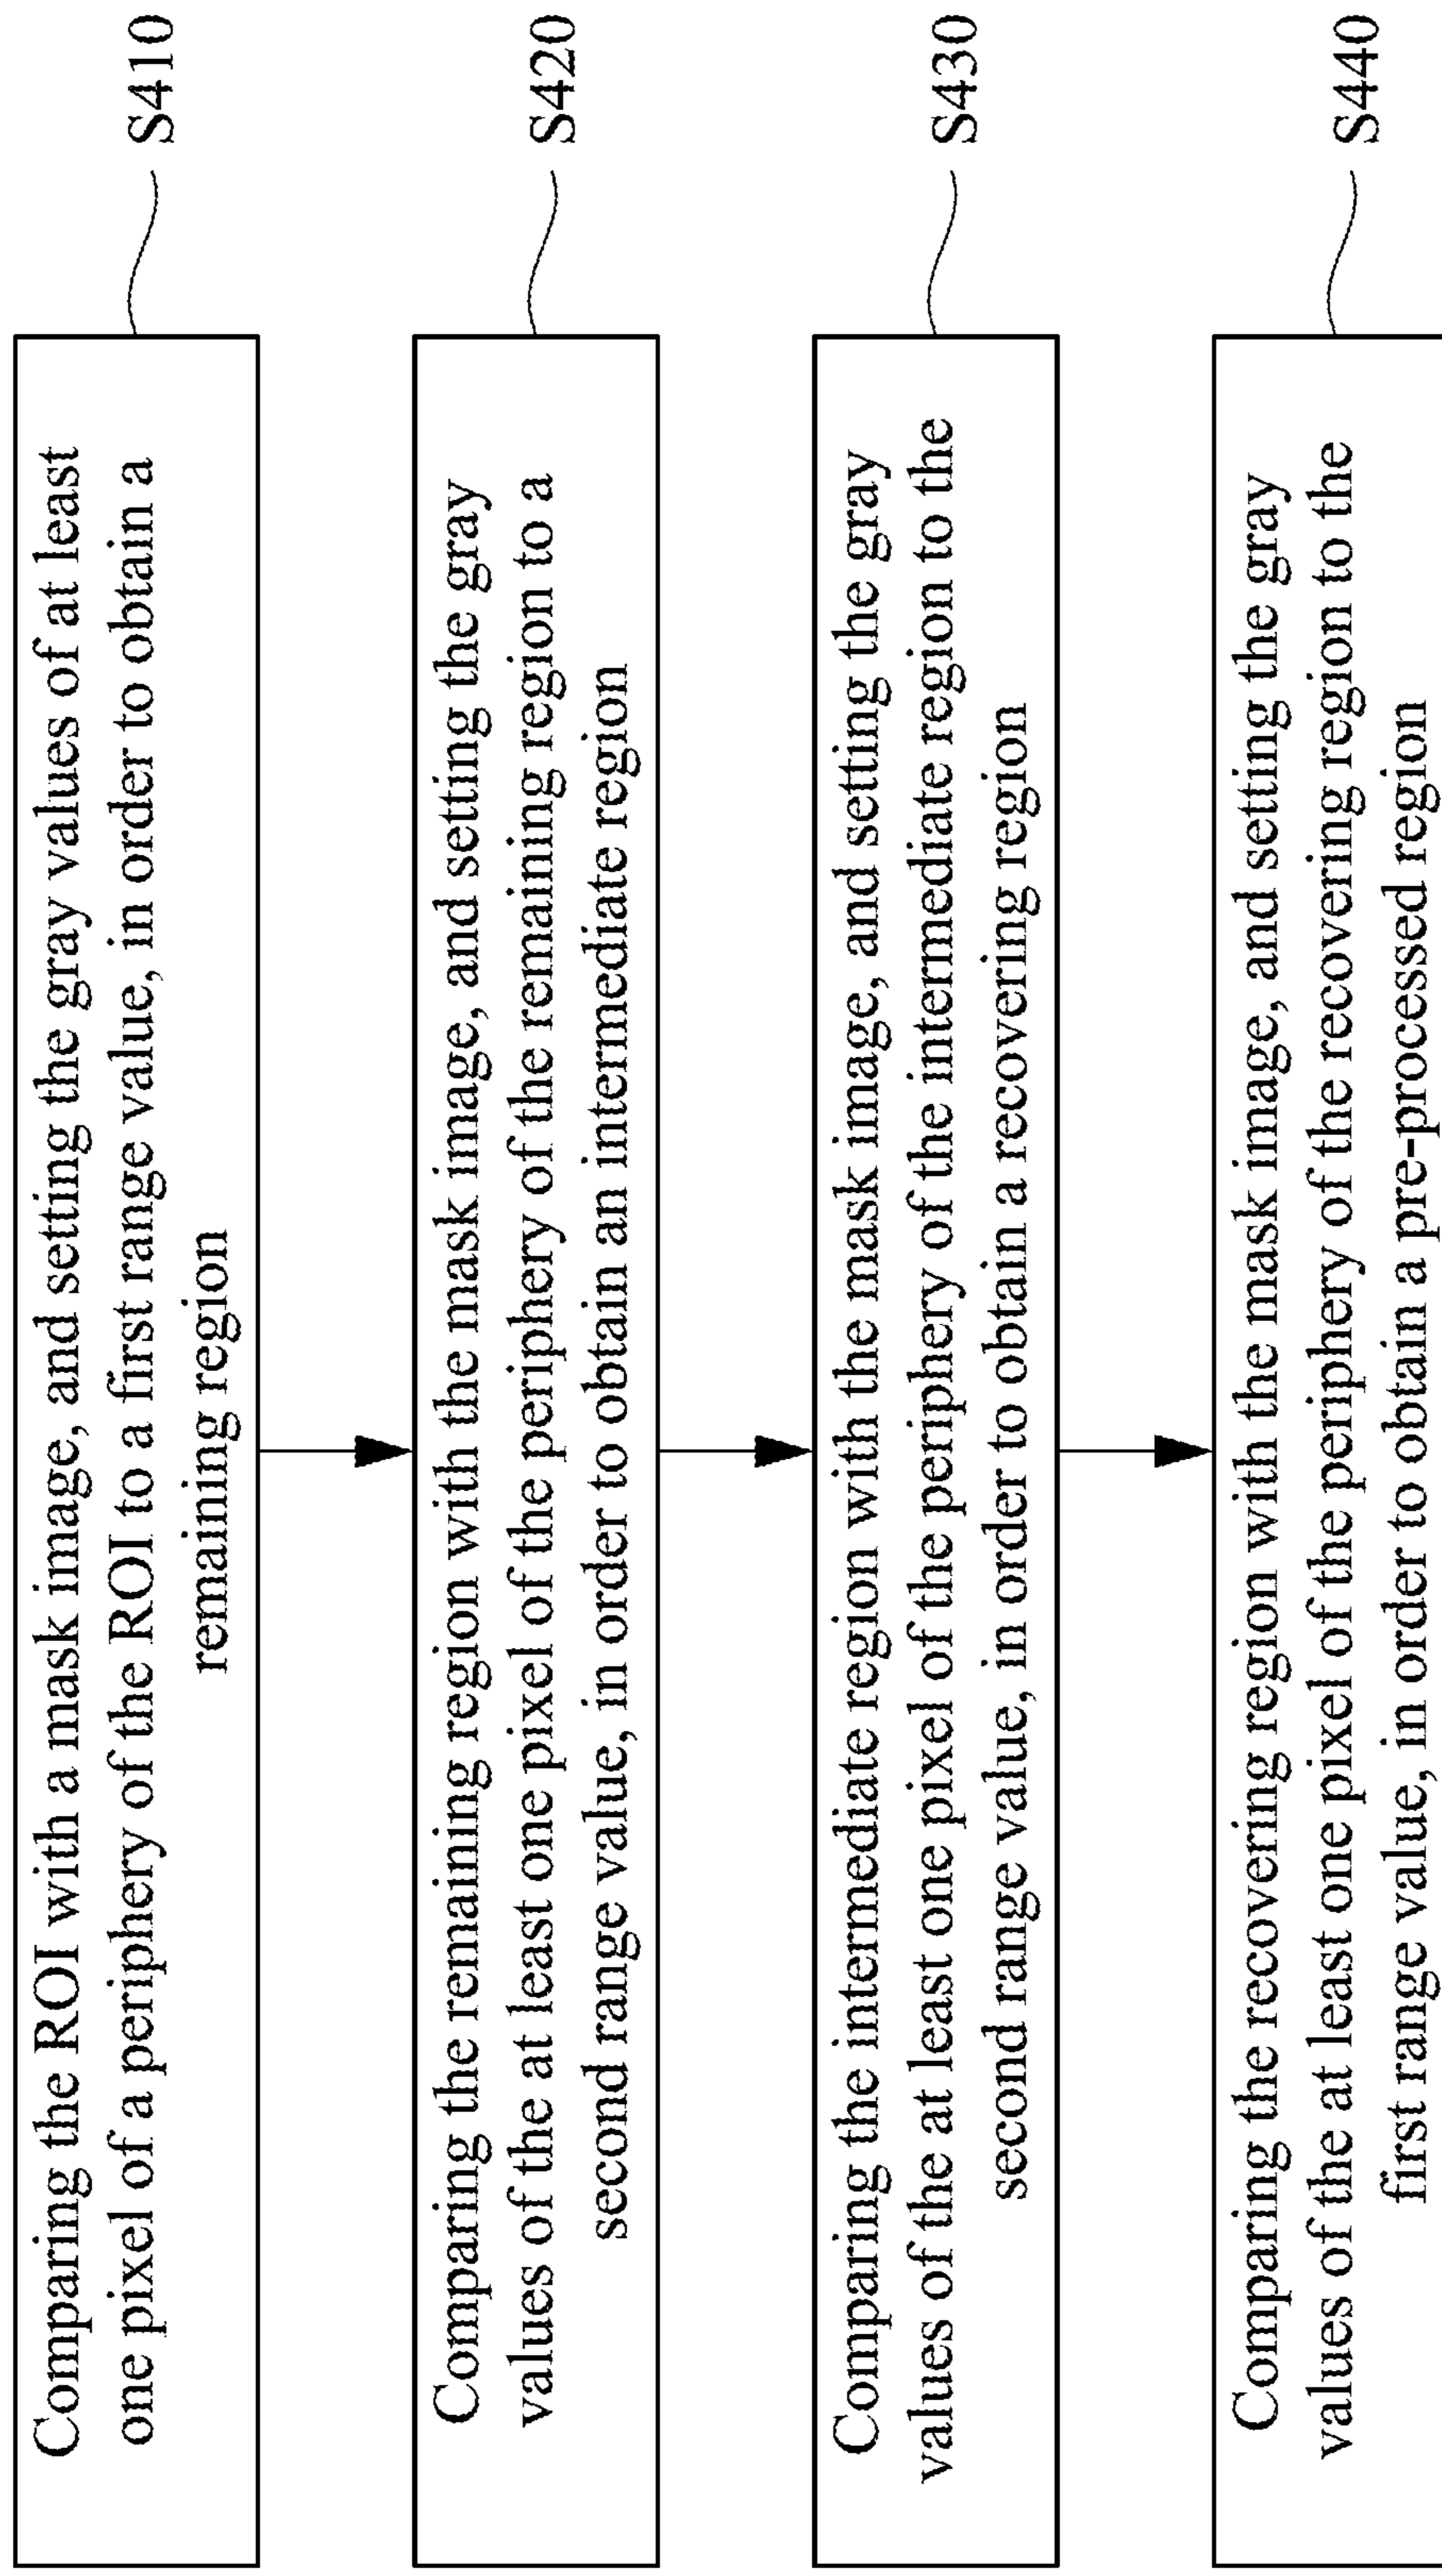 Comparing the ROI with a mask image, and setting the gray values of at least
one pixel of a periphery of the ROI to a first range value, in order to obtain a
remaining region
S410
Comparing the remaining region with the mask image, and setting the gray
values of the at least one pixel of the periphery of the remaining region to a
second range value, in order to obtain an intermediate region
S420
Comparing the intermediate region with the mask image, and setting the gray
values of the at least one pixel of the periphery of the intermediate region to the
second range value, in order to obtain a recovering region
S430
Comparing the recovering region with the mask image, and setting the gray
values of the at least one pixel of the periphery of the recovering region to the
first range value, in order to obtain a pre-processed region
S440